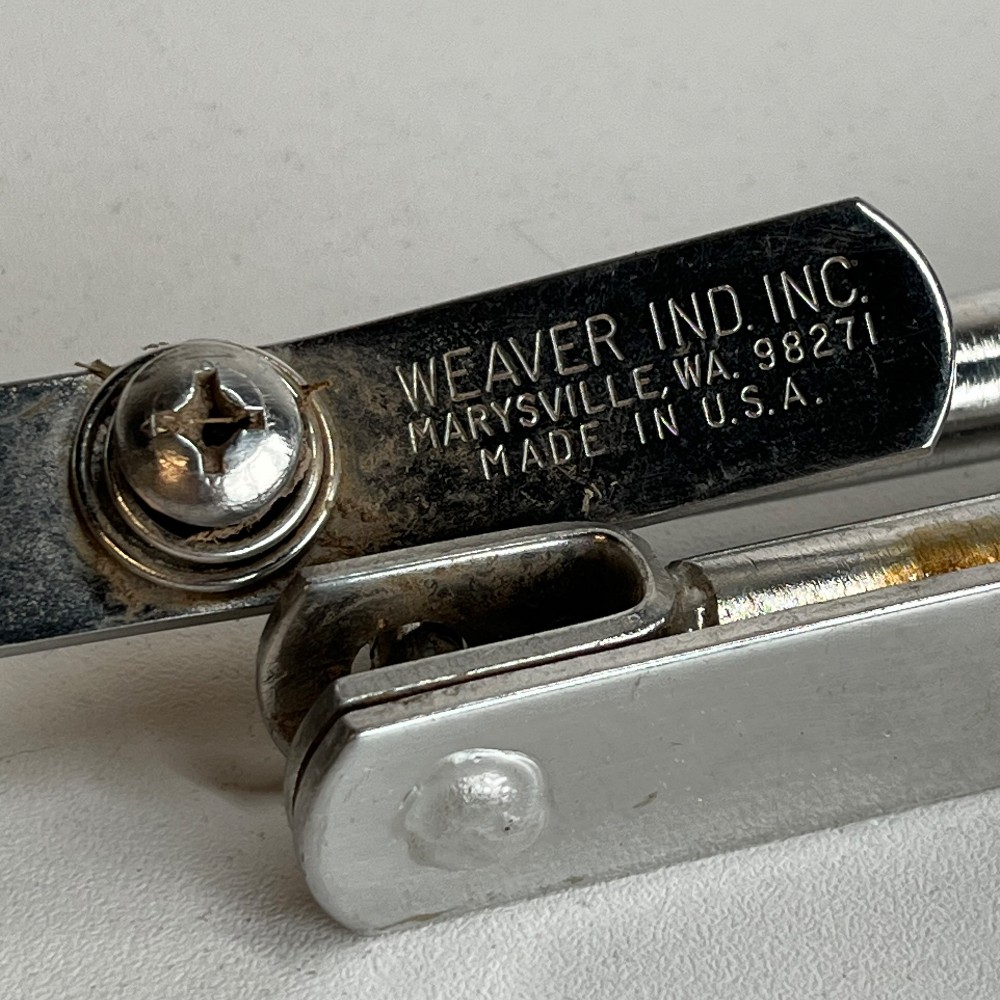 WEAVER IND. INC.
MARYSVILLE, WA. 98271
MADE IN U.S.A.